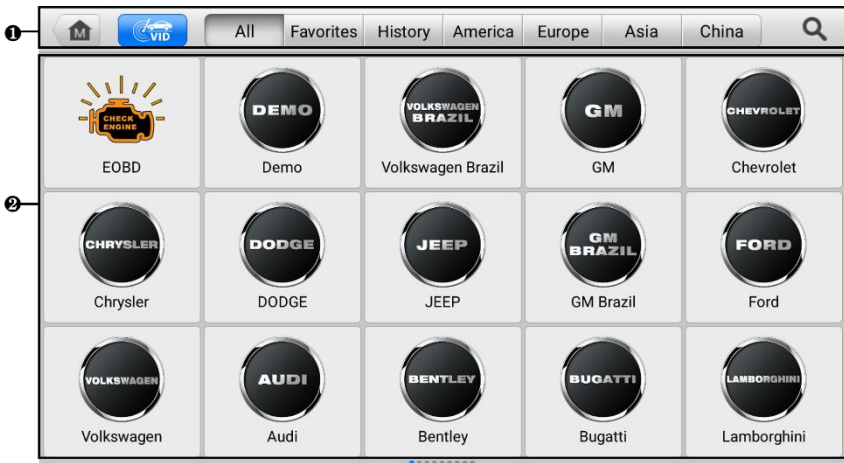 ❶
M
VID
All Favorites History America Europe Asia China
CHECK
ENGINE
EOBD
DEMO
Demo
VOLKSWAGEN
BRAZIL
Volkswagen Brazil
GM
GM
CHEVROLET
Chevrolet
❷
CHRYSLER
Chrysler
DODGE
DODGE
JEEP
JEEP
GM
BRAZIL
GM Brazil
FORD
Ford
VOLKSWAGEN
Volkswagen
AUDI
Audi
BENTLEY
Bentley
BUGATTI
Bugatti
LAMBORGHINI
Lamborghini